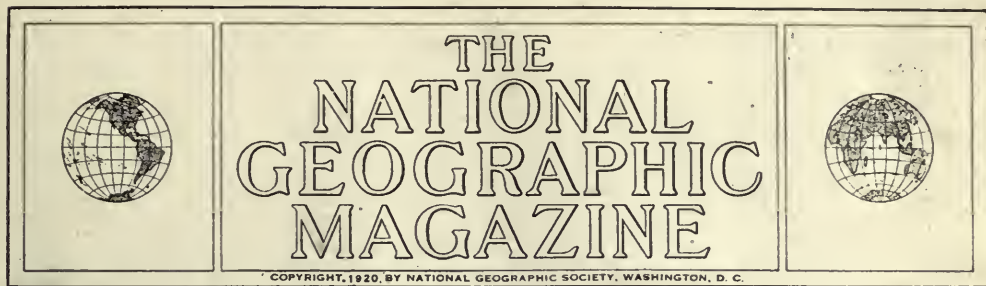 THE
NATIONAL
GEOGRAPHIC
MAGAZINE
COPYRIGHT, 1920, BY NATIONAL GEOGRAPHIC SOCIETY, WASHINGTON, D. C.